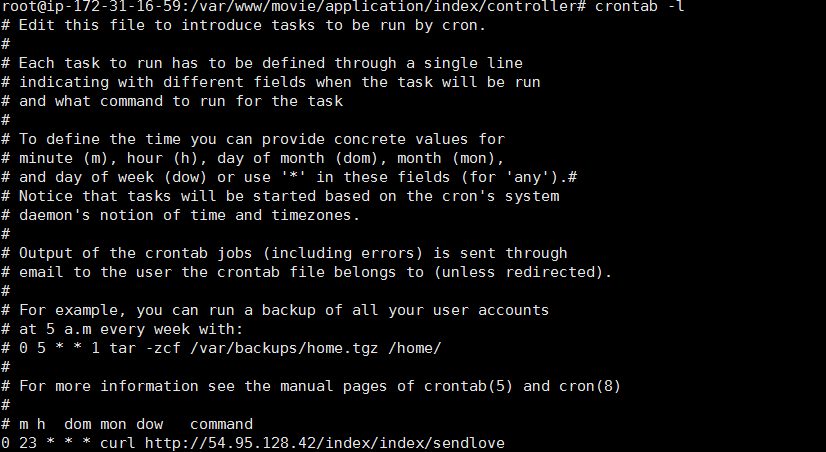 root@ip-172-31-16-59:/var/www/movie/application/index/controller# crontab -l
# Edit this file to introduce tasks to be run by cron.
#
# Each task to run has to be defined through a single line
# indicating with different fields when the task will be run
# and what command to run for the task
#
# To define the time you can provide concrete values for
# minute (m), hour (h), day of month (dom), month (mon),
# and day of week (dow) or use '*' in these fields (for 'any').#
# Notice that tasks will be started based on the cron's system
# daemon's notion of time and timezones.
#
# Output of the crontab jobs (including errors) is sent through
# email to the user the crontab file belongs to (unless redirected).
#
# For example, you can run a backup of all your user accounts
# at 5 a.m every week with:
# 0 5 * * 1 tar -zcf /var/backups/home.tgz /home/
#
# For more information see the manual pages of crontab(5) and cron(8)
#
# m h  dom mon dow   command
0 23 * * * curl http://54.95.128.42/index/index/sendlove